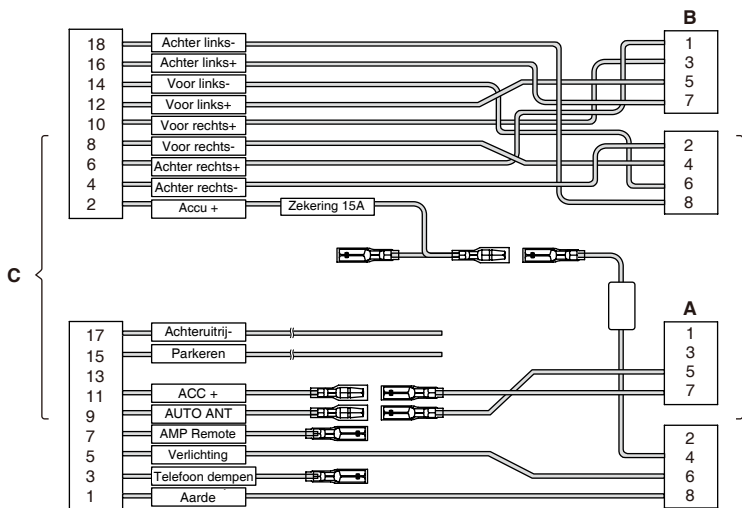 B
18 Achter links- 1
16 Achter links+ 3
14 Voor links- 5
12 Voor links+ 7
10 Voor rechts+
8 Voor rechts- 2
6 Achter rechts+ 4
4 Achter rechts- 6
2 Accu + Zekering 15A 8
C
A
17 Achteruitrij- 1
15 Parkeren 3
13 5
11 ACC + 7
9 AUTO ANT
7 AMP Remote 2
5 Verlichting 4
3 Telefoon dempen 6
1 Aarde 8